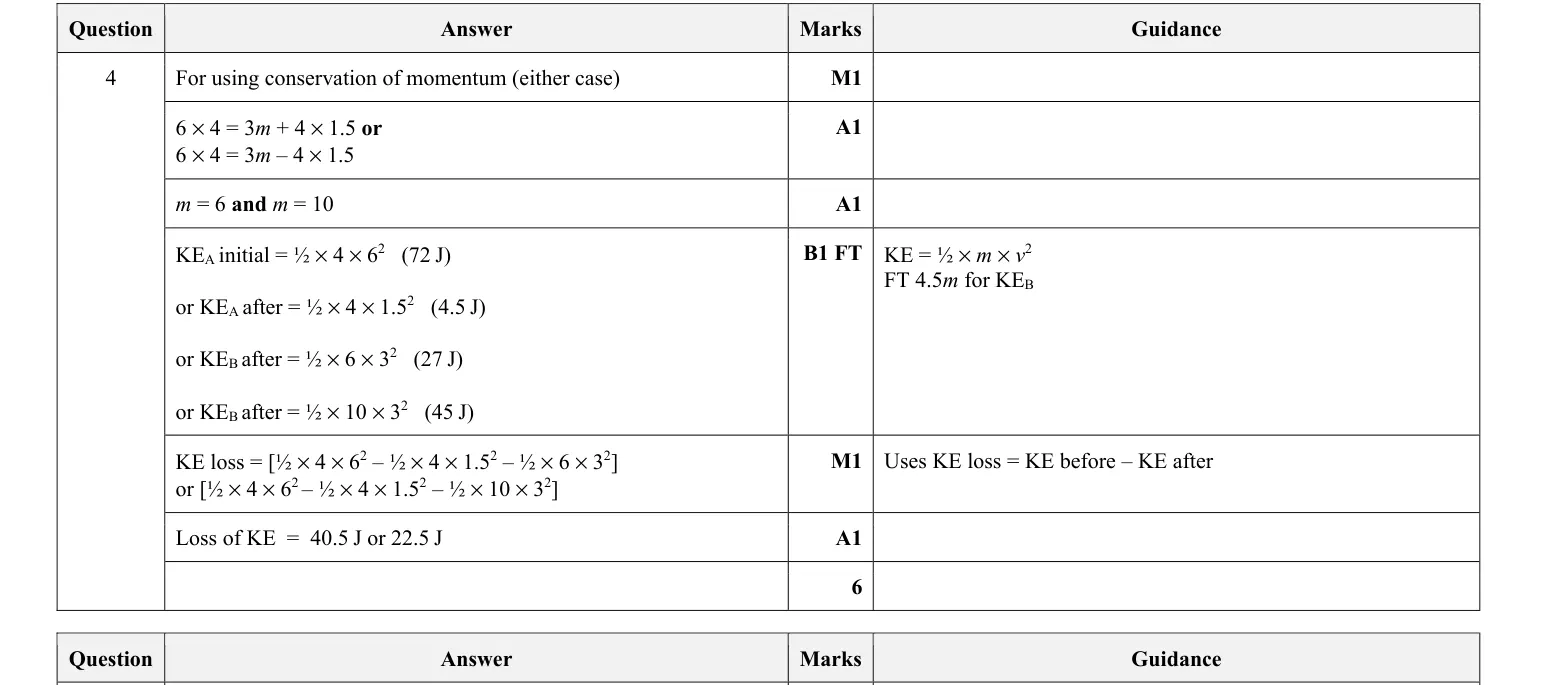 Question Answer Marks Guidance
4 For using conservation of momentum (either case) M1
6 × 4 = 3m + 4 × 1.5 or A1
6 × 4 = 3m – 4 × 1.5
m = 6 and m = 10 A1
KE_A initial = ½ × 4 × 6² (72 J) B1 FT KE = ½ × m × v²
FT 4.5m for KE_B
or KE_A after = ½ × 4 × 1.5² (4.5 J)
or KE_B after = ½ × 6 × 3² (27 J)
or KE_B after = ½ × 10 × 3² (45 J)
KE loss = [½ × 4 × 6² – ½ × 4 × 1.5² – ½ × 6 × 3²] M1 Uses KE loss = KE before – KE after
or [½ × 4 × 6² – ½ × 4 × 1.5² – ½ × 10 × 3²]
Loss of KE = 40.5 J or 22.5 J A1
6
Question Answer Marks Guidance